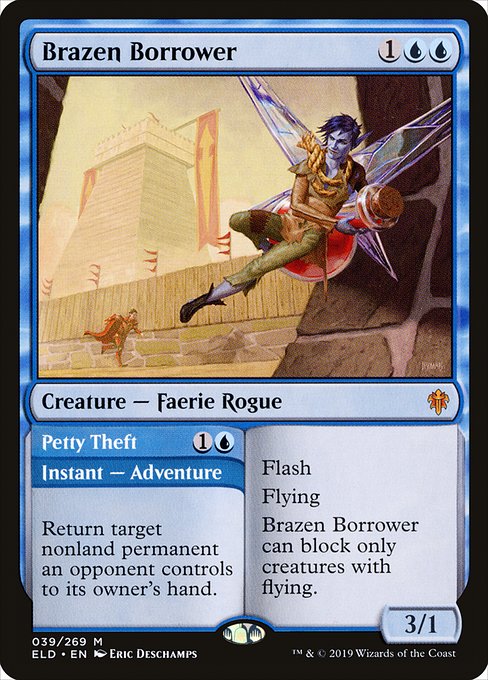 Brazen Borrower 1
Creature — Faerie Rogue
Petty Theft 1
Instant — Adventure
Return target
nonland permanent
an opponent controls
to its owner's hand.
Flash
Flying
Brazen Borrower
can block only
creatures with
flying.
3/1
039/269 M
ELD • EN Eric Deschamps
™ & © 2019 Wizards of the Coast